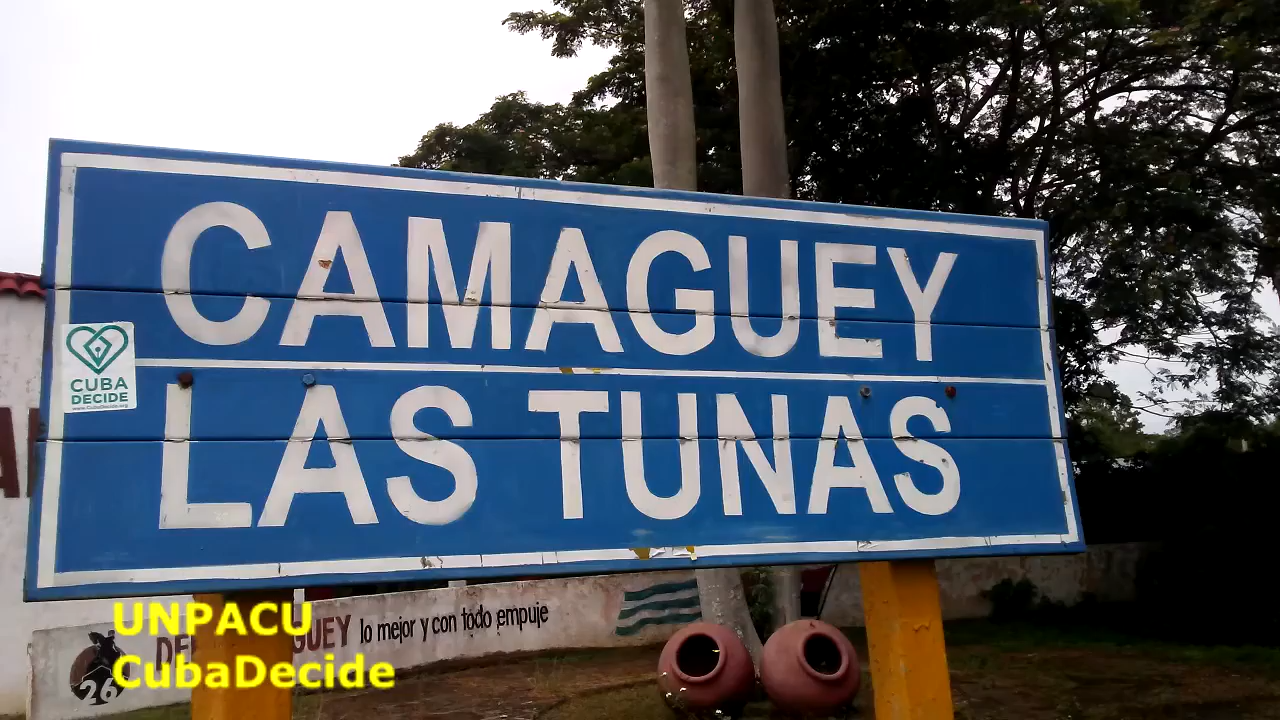 CAMAGUEY
LAS TUNAS
CUBA
DECIDE
www.CubaDecide.org
GUEY lo mejor y con todo empuje
26
UNPACU
CubaDecide